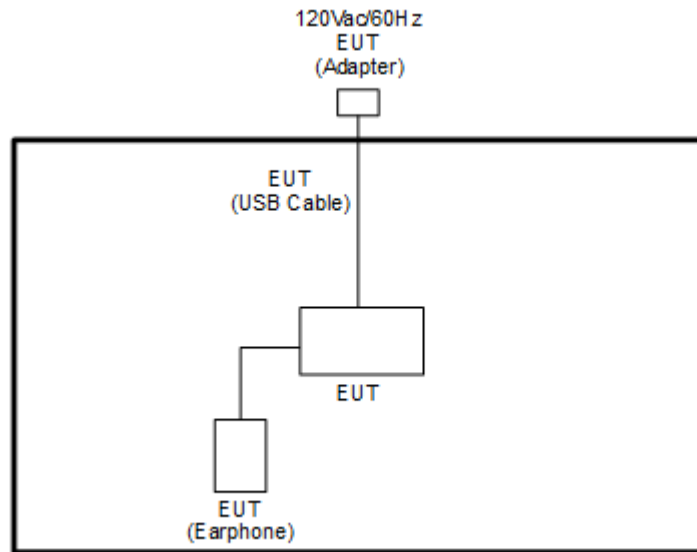 120Vac/60Hz
EUT
(Adapter)
EUT
(USB Cable)
EUT
EUT
(Earphone)